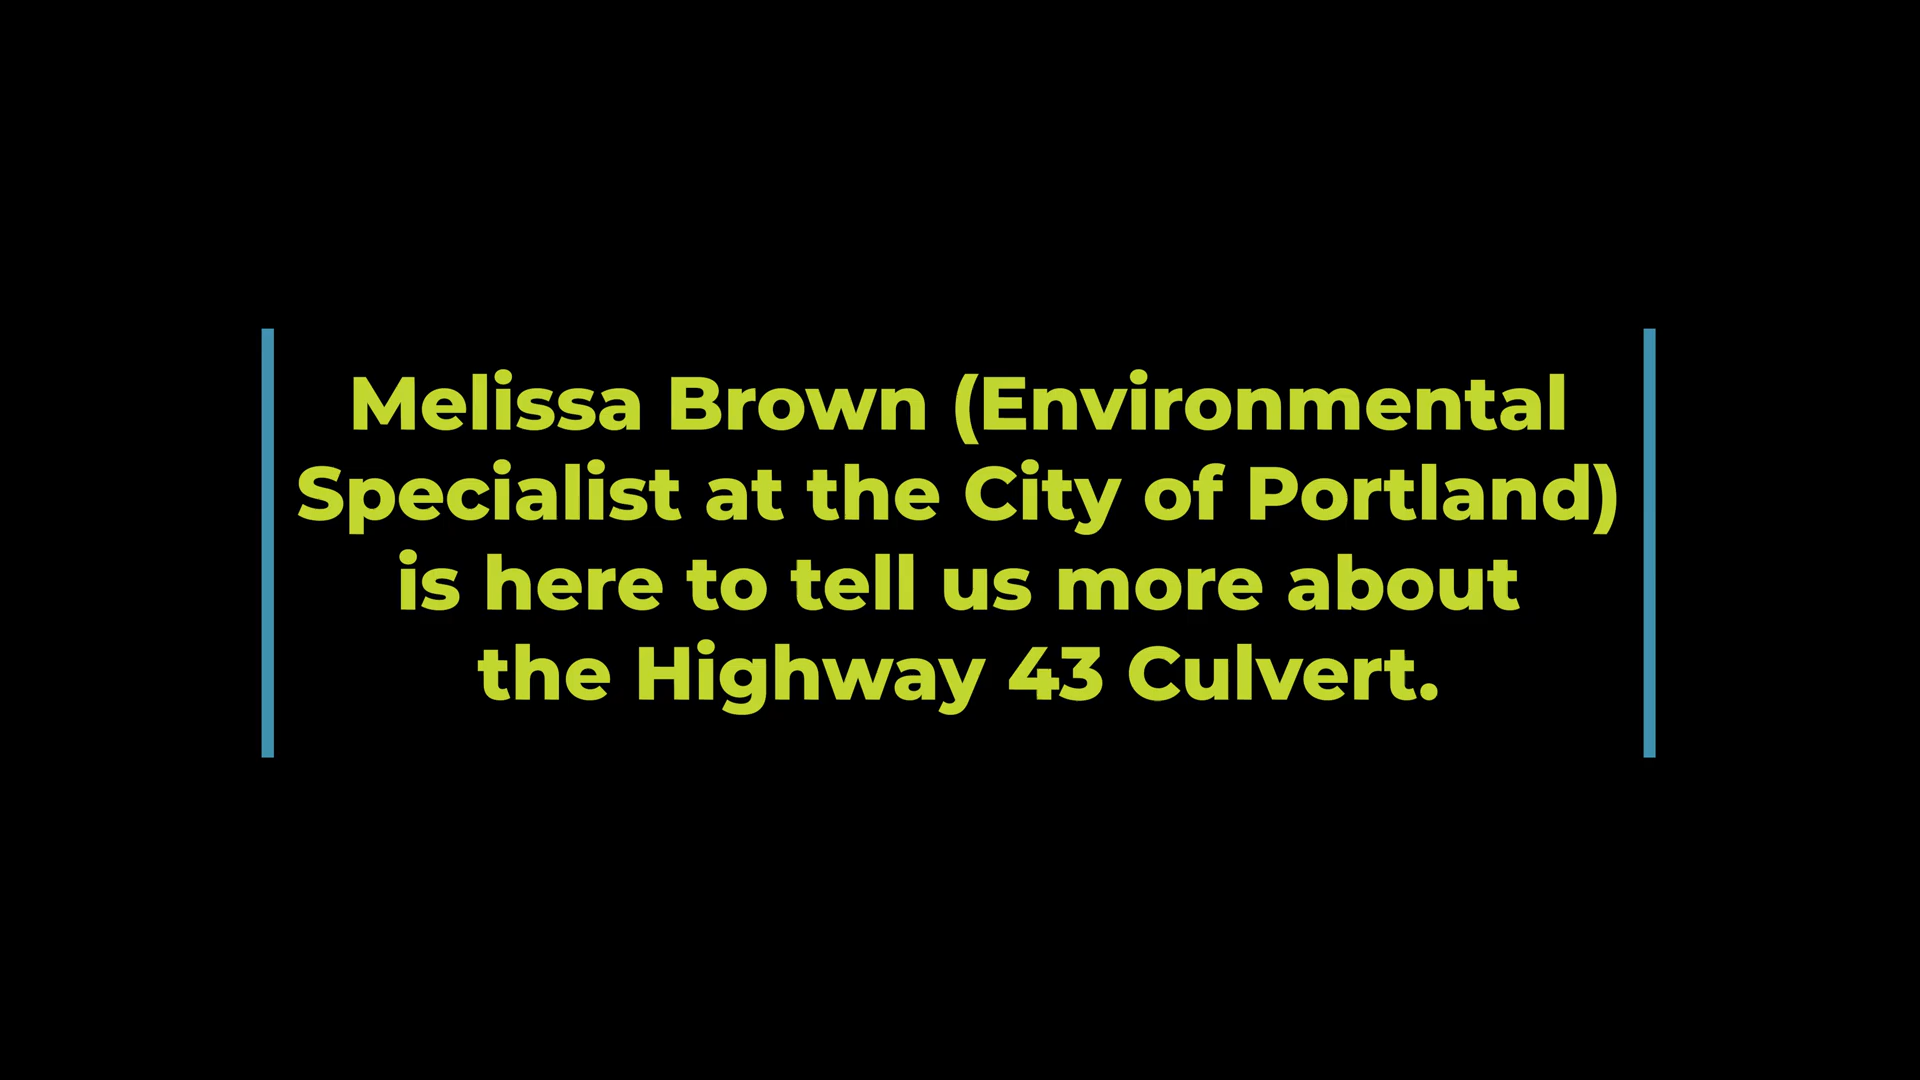 Melissa Brown (Environmental
Specialist at the City of Portland)
is here to tell us more about
the Highway 43 Culvert.